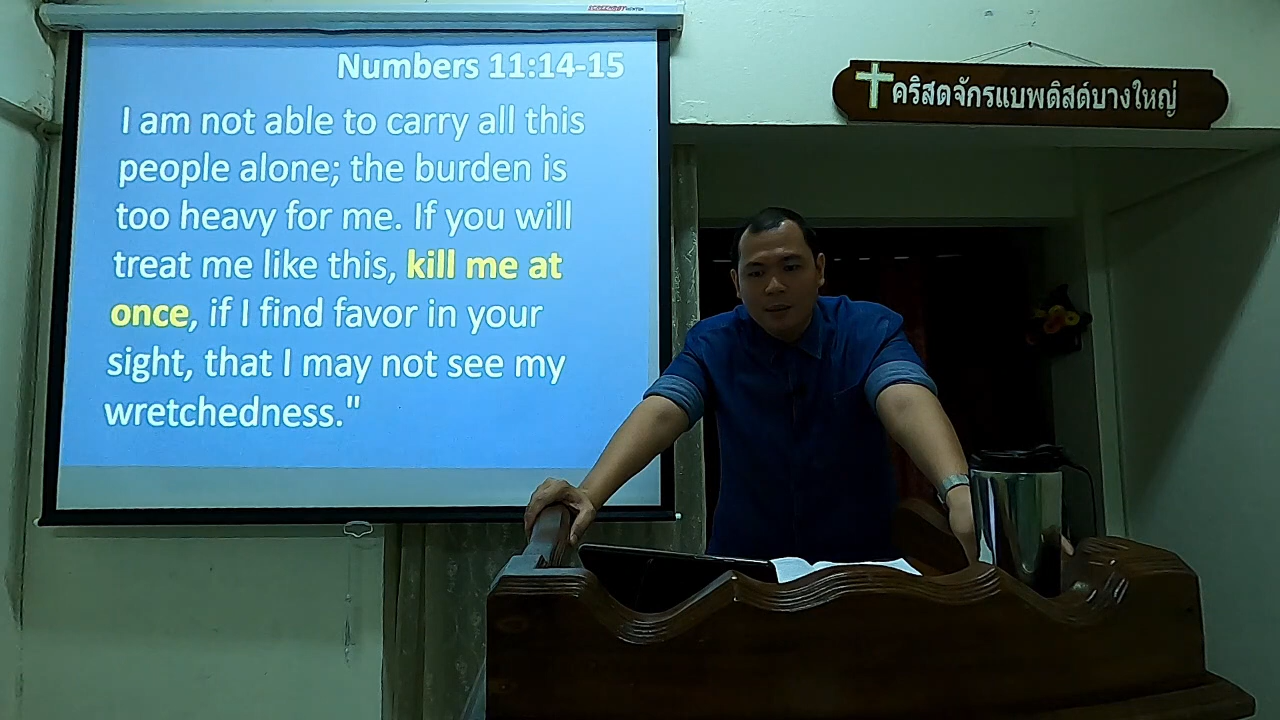 Numbers 11:14-15
I am not able to carry all this
people alone; the burden is
too heavy for me. If you will
treat me like this, kill me at
once, if I find favor in your
sight, that I may not see my
wretchedness."
คริสตจักรแบพติสต์บางใหญ่